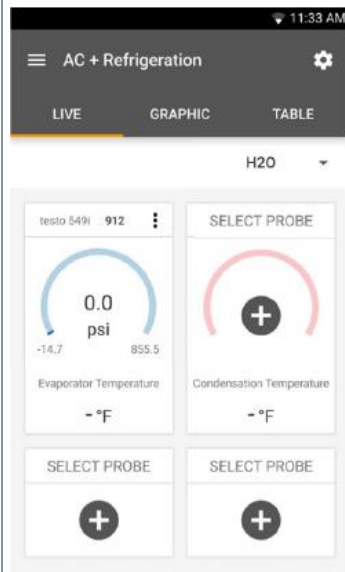 11:33 AM
AC + Refrigeration
LIVE GRAPHIC TABLE
H2O
testo 549i 912 SELECT PROBE
0.0
psi
-14.7 855.5
Evaporator Temperature Condensation Temperature
- °F - °F
SELECT PROBE SELECT PROBE